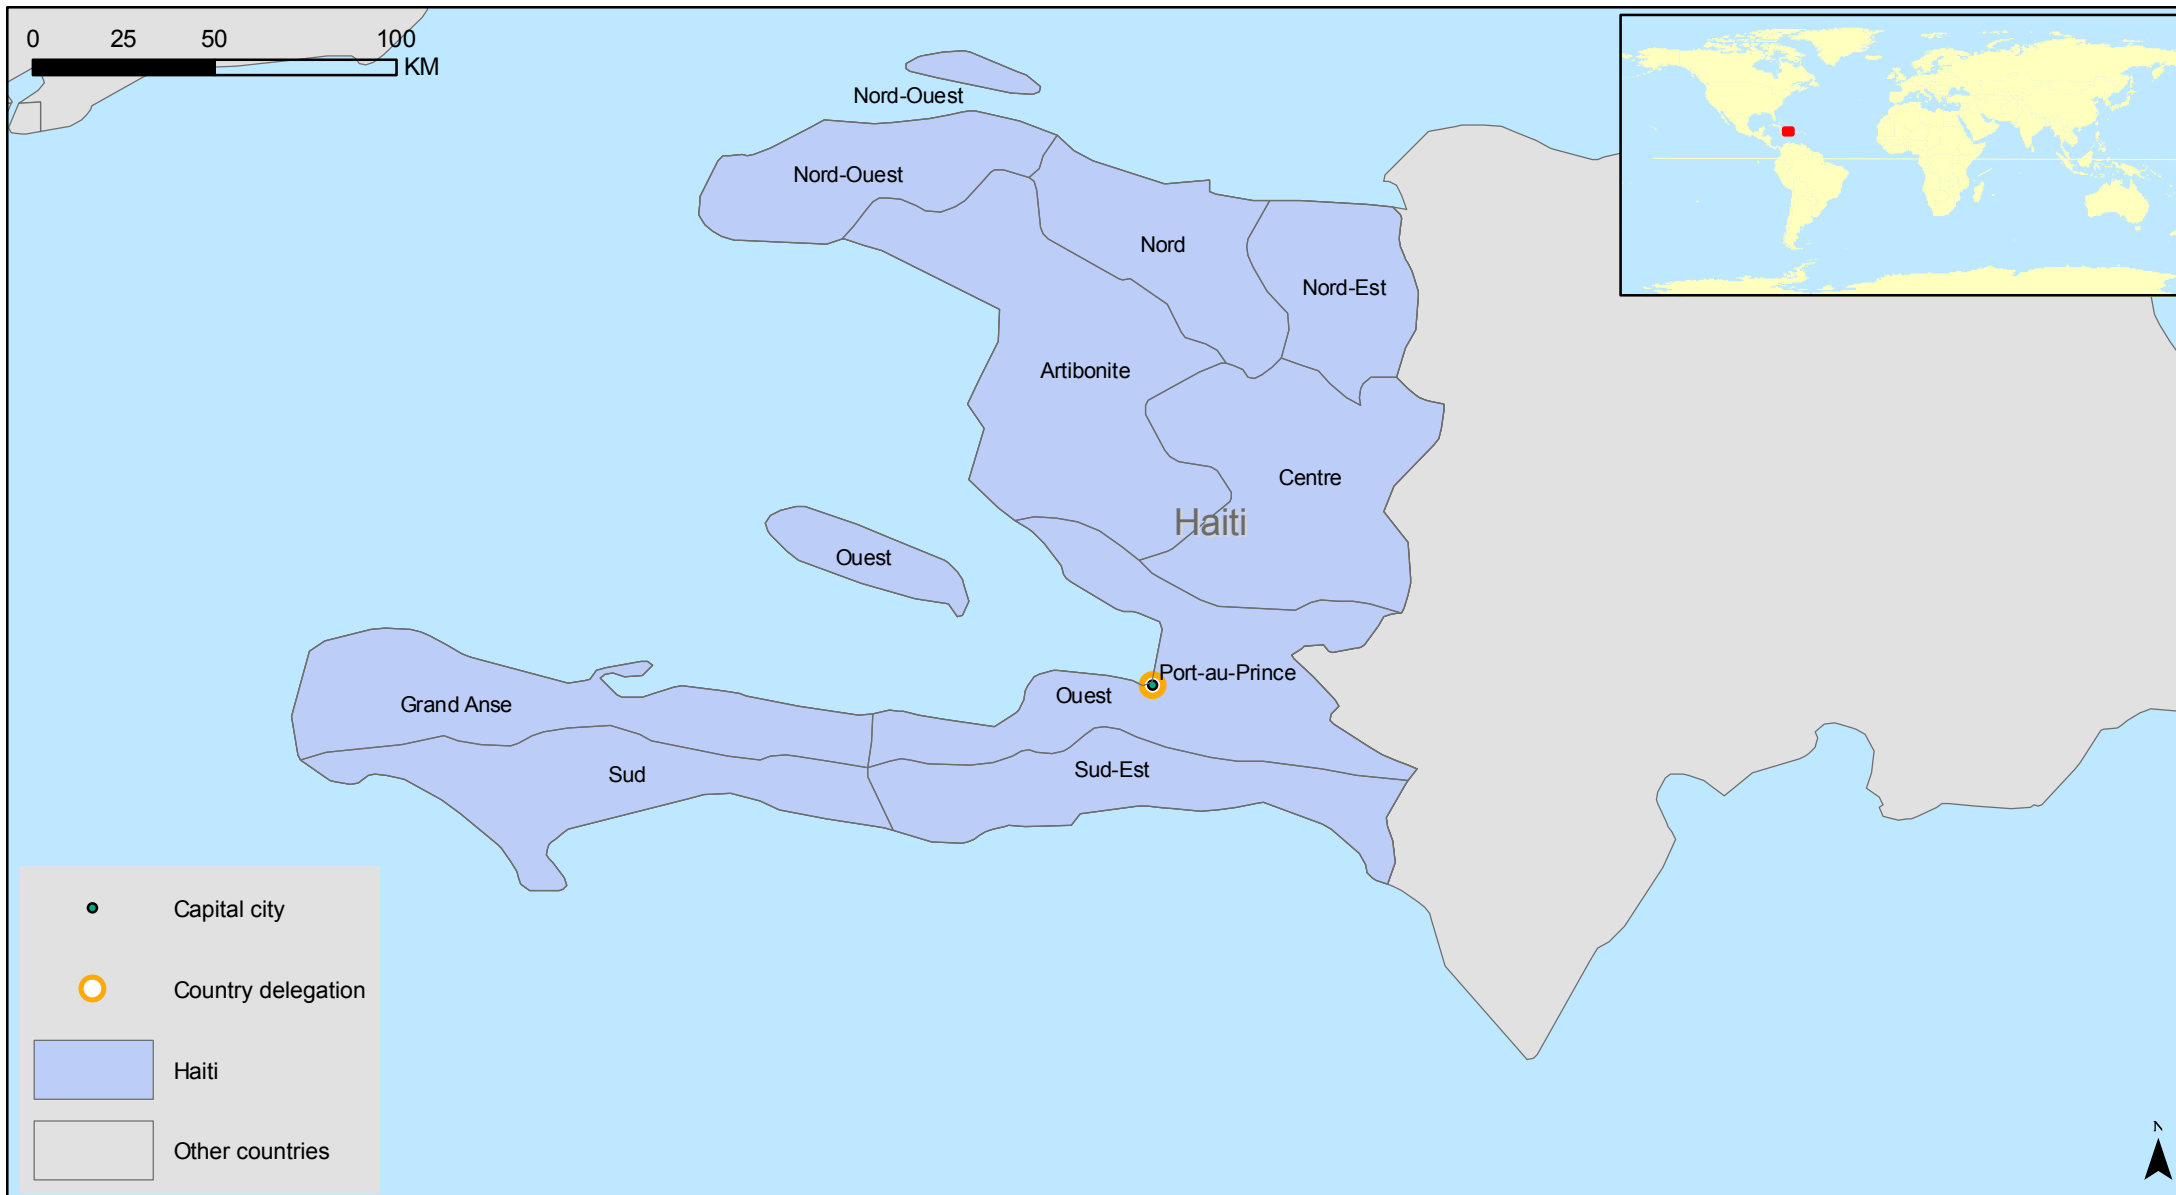 0 25 50 100
KM
Nord-Ouest
Nord-Ouest
Nord
Nord-Est
Artibonite
Centre
Haiti
Ouest
Port-au-Prince
Ouest
Grand Anse
Sud-Est
Sud
Capital city
Country delegation
Haiti
Other countries
N